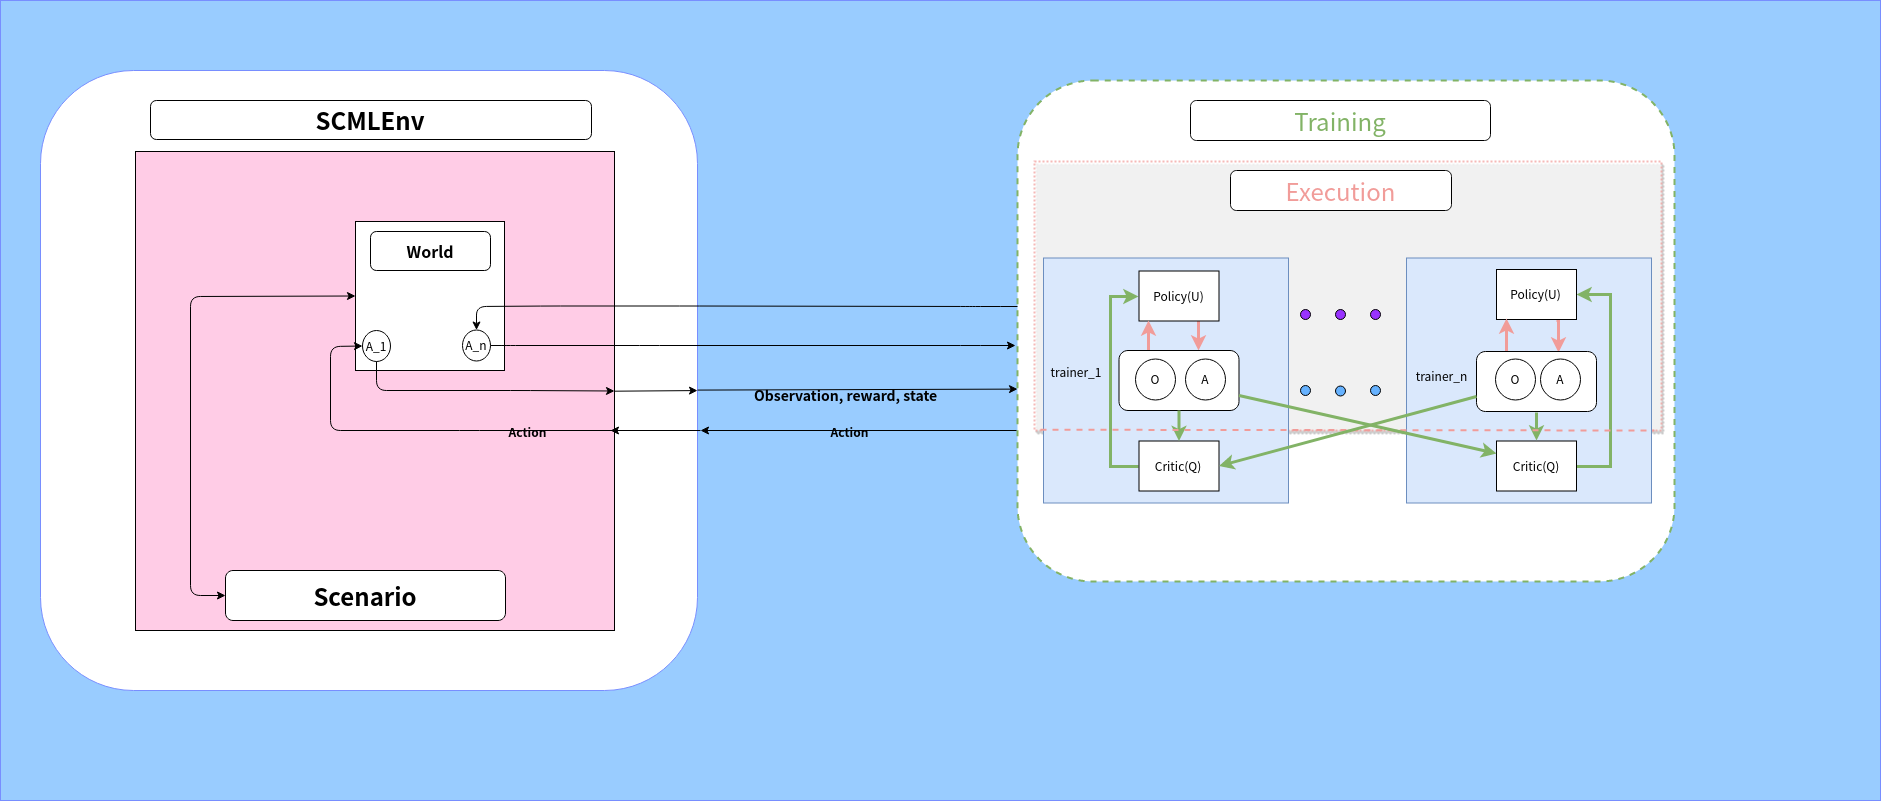 SCMLEnv
World
A_1
A_n
Scenario
Observation, reward, state
Action
Action
Training
Execution
Policy(U)
trainer_1
O
A
Critic(Q)
Policy(U)
trainer_n
O
A
Critic(Q)